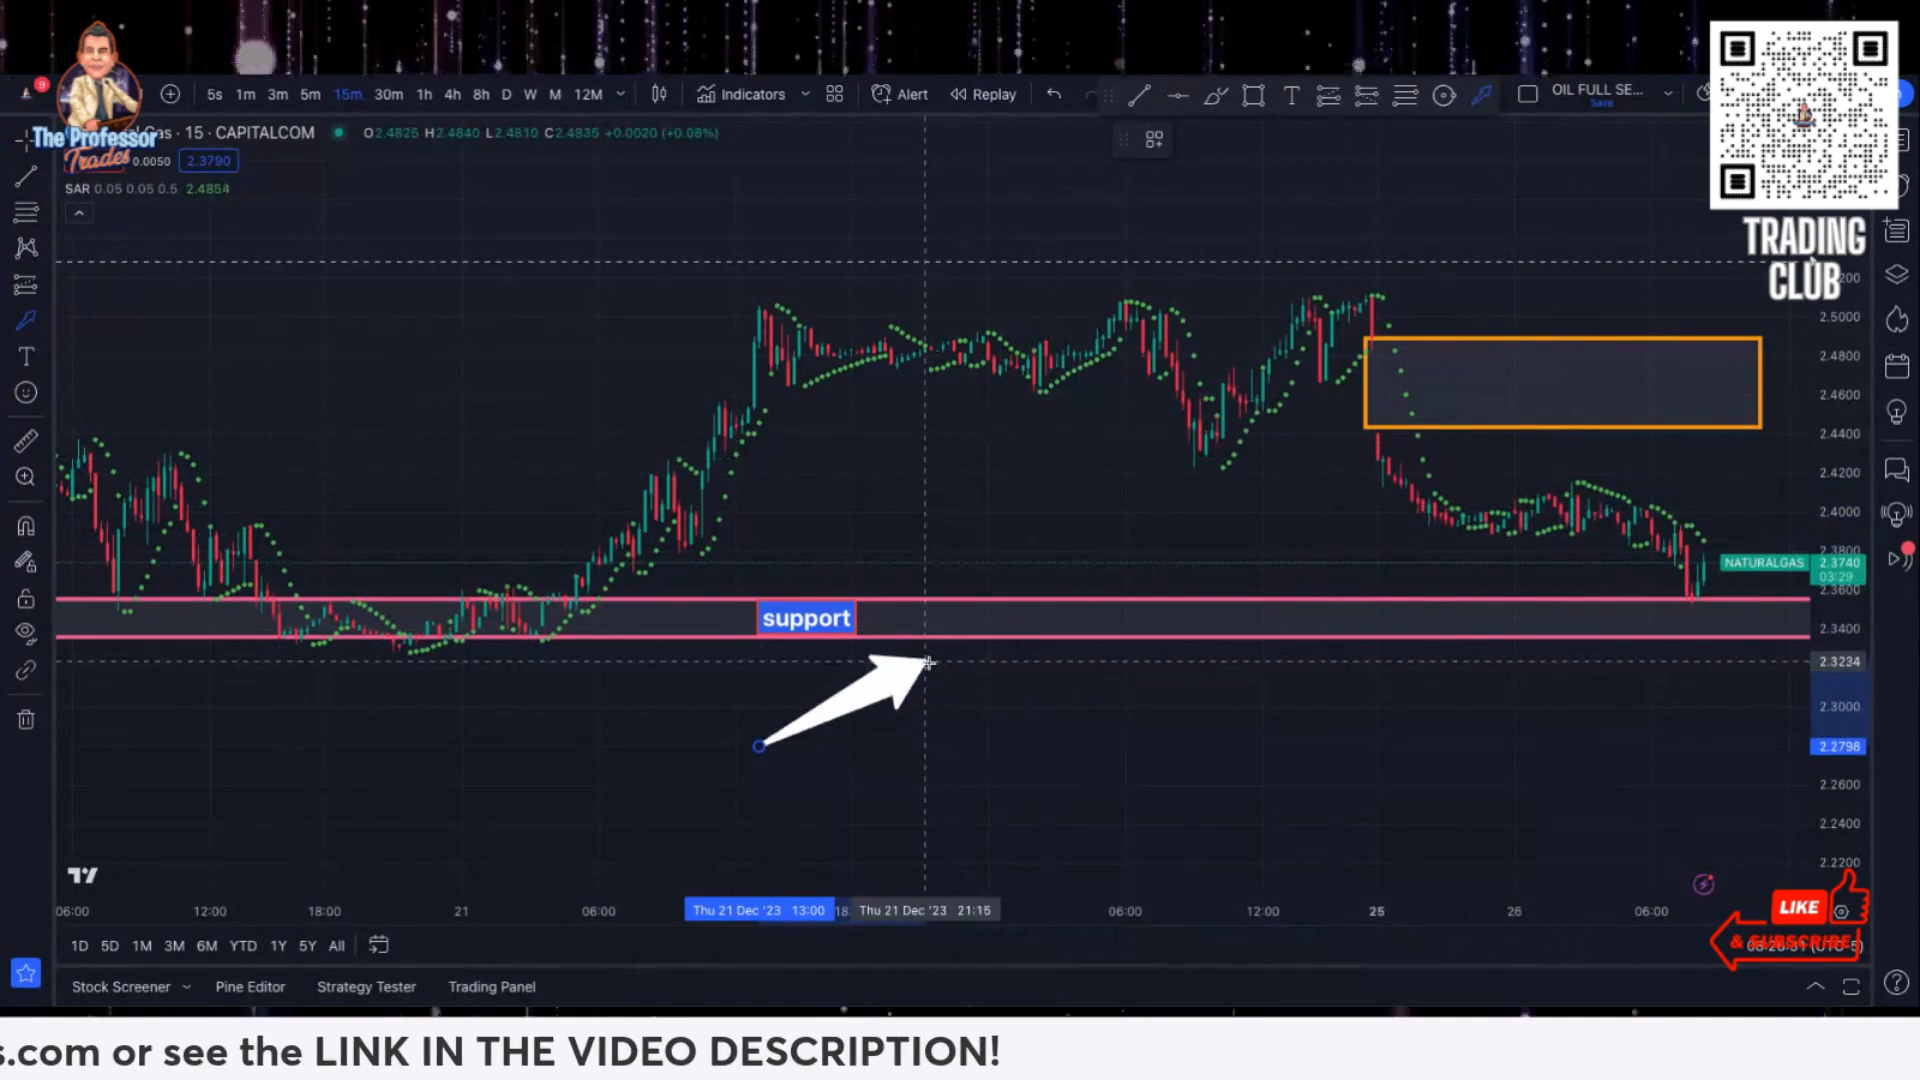 The Professor
Trades
5s 1m 3m 5m 15m 30m 1h 4h 8h D W M 12M Indicators Alert Replay OIL FULL SE...
Save
Gas · 15 · CAPITALCOM O2.4825 H2.4840 L2.4810 C2.4835 +0.0020 (+0.08%)
0.0050 2.3790
SAR 0.05 0.05 0.5 2.4854
TRADING
CLUB
2.5000
2.4800
2.4600
2.4400
2.4200
2.4000
2.3800
NATURALGAS 2.3740
03:29
2.3600
support
2.3400
2.3234
2.3000
2.2798
2.2600
2.2400
2.2200
06:00 12:00 18:00 21 06:00 Thu 21 Dec '23 13:00 18: Thu 21 Dec '23 21:15 06:00 12:00 25 26 06:00
LIKE
& SUBSCRIBE
1D 5D 1M 3M 6M YTD 1Y 5Y All
Stock Screener Pine Editor Strategy Tester Trading Panel
s.com or see the LINK IN THE VIDEO DESCRIPTION!